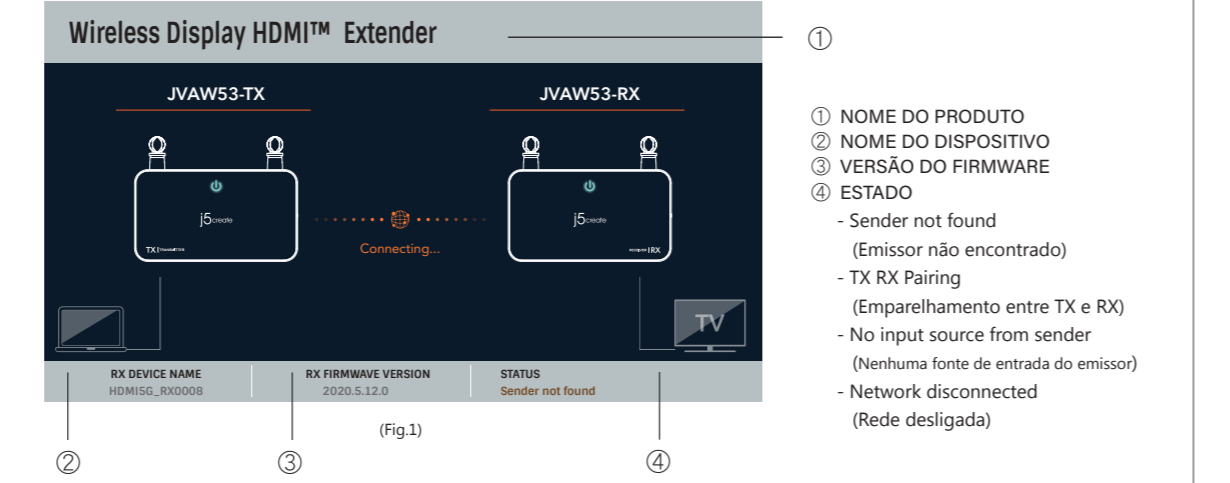 Wireless Display HDMI™ Extender
①
JVAW53-TX
JVAW53-RX
j5create
TX | TRANSMITTER
Connecting...
j5create
RECEIVER | RX
TV
RX DEVICE NAME
HDMI5G_RX0008
RX FIRMWAVE VERSION
2020.5.12.0
STATUS
Sender not found
(Fig.1)
②
③
④
① NOME DO PRODUTO
② NOME DO DISPOSITIVO
③ VERSÃO DO FIRMWARE
④ ESTADO
- Sender not found
(Emissor não encontrado)
- TX RX Pairing
(Emparelhamento entre TX e RX)
- No input source from sender
(Nenhuma fonte de entrada do emissor)
- Network disconnected
(Rede desligada)